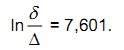 ln δ/Δ = 7,601.